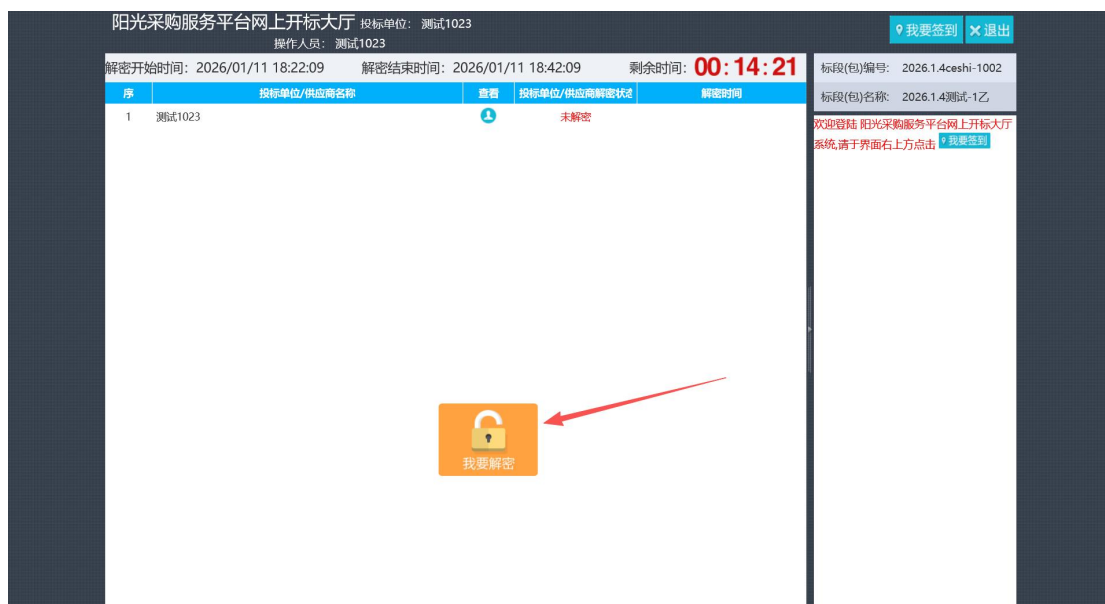 阳光采购服务平台网上开标大厅 投标单位： 测试1023
操作人员： 测试1023
我要签到 退出
解密开始时间：2026/01/11 18:22:09 解密结束时间：2026/01/11 18:42:09 剩余时间：00:14:21
序 投标单位/供应商名称 查看 投标单位/供应商解密状态 解密时间
1 测试1023 未解密
我要解密
标段(包)编号： 2026.1.4ceshi-1002
标段(包)名称： 2026.1.4测试-1乙
欢迎登陆 阳光采购服务平台网上开标大厅
系统,请于界面右上方点击 我要签到